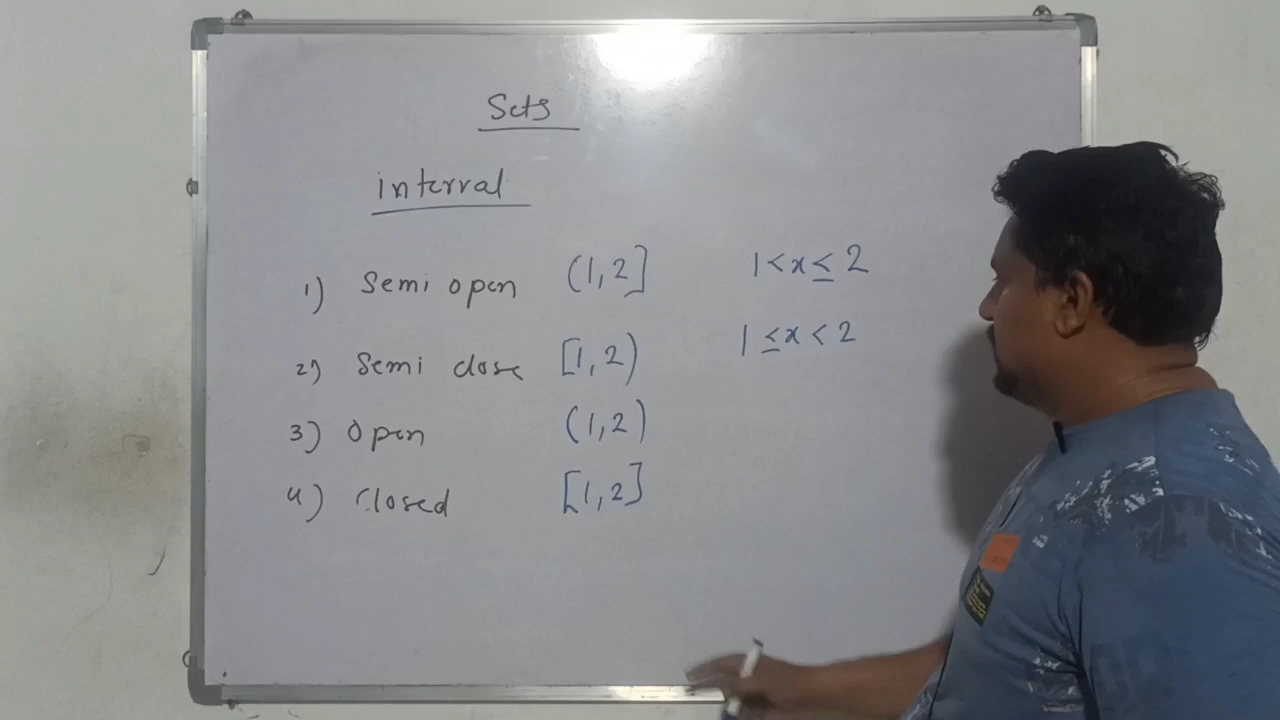 Sets
interval
1) Semi open (1,2] 1<x≤2
2) Semi close [1,2) 1≤x<2
3) open (1,2)
4) closed [1,2]